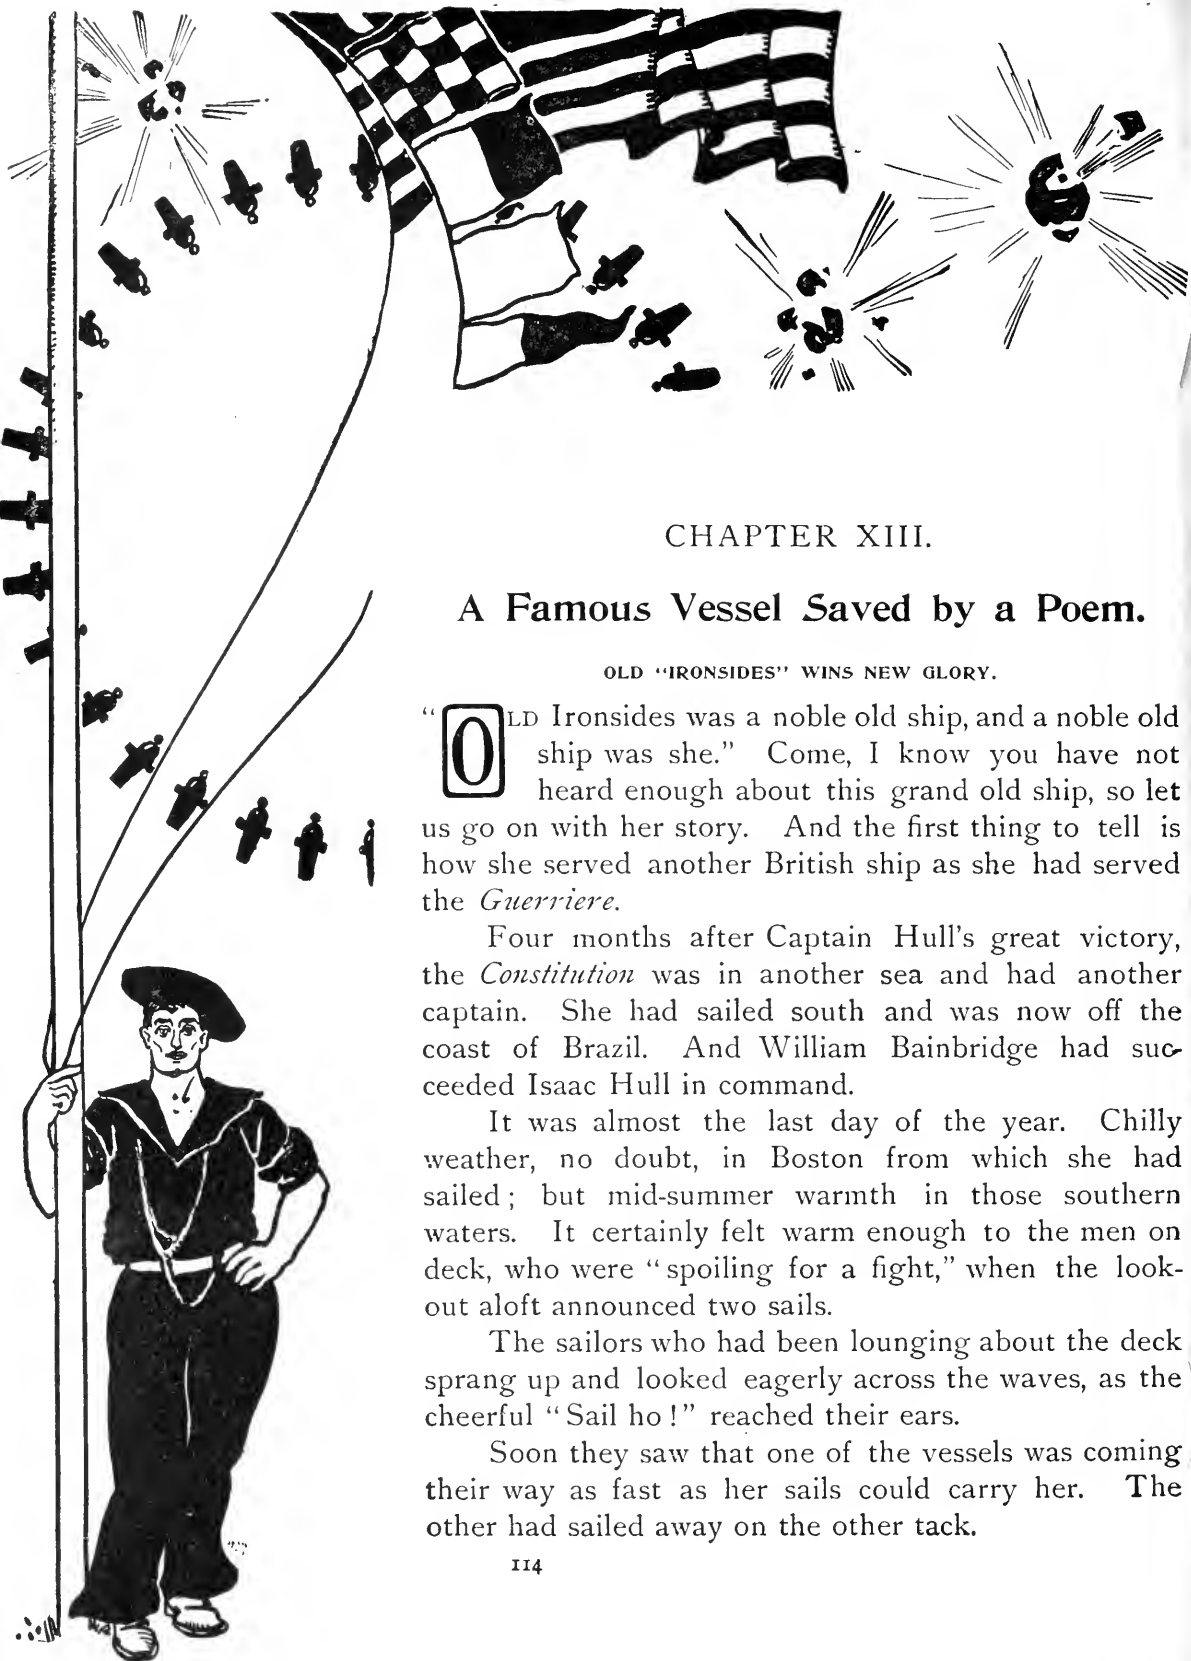 CHAPTER XIII.
A Famous Vessel Saved by a Poem.
OLD "IRONSIDES" WINS NEW GLORY.
"OLD Ironsides was a noble old ship, and a noble old
ship was she." Come, I know you have not
heard enough about this grand old ship, so let
us go on with her story. And the first thing to tell is
how she served another British ship as she had served
the Guerriere.
Four months after Captain Hull's great victory,
the Constitution was in another sea and had another
captain. She had sailed south and was now off the
coast of Brazil. And William Bainbridge had suc-
ceeded Isaac Hull in command.
It was almost the last day of the year. Chilly
weather, no doubt, in Boston from which she had
sailed; but mid-summer warmth in those southern
waters. It certainly felt warm enough to the men on
deck, who were "spoiling for a fight," when the look-
out aloft announced two sails.
The sailors who had been lounging about the deck
sprang up and looked eagerly across the waves, as the
cheerful "Sail ho!" reached their ears.
Soon they saw that one of the vessels was coming
their way as fast as her sails could carry her. The
other had sailed away on the other tack.
114